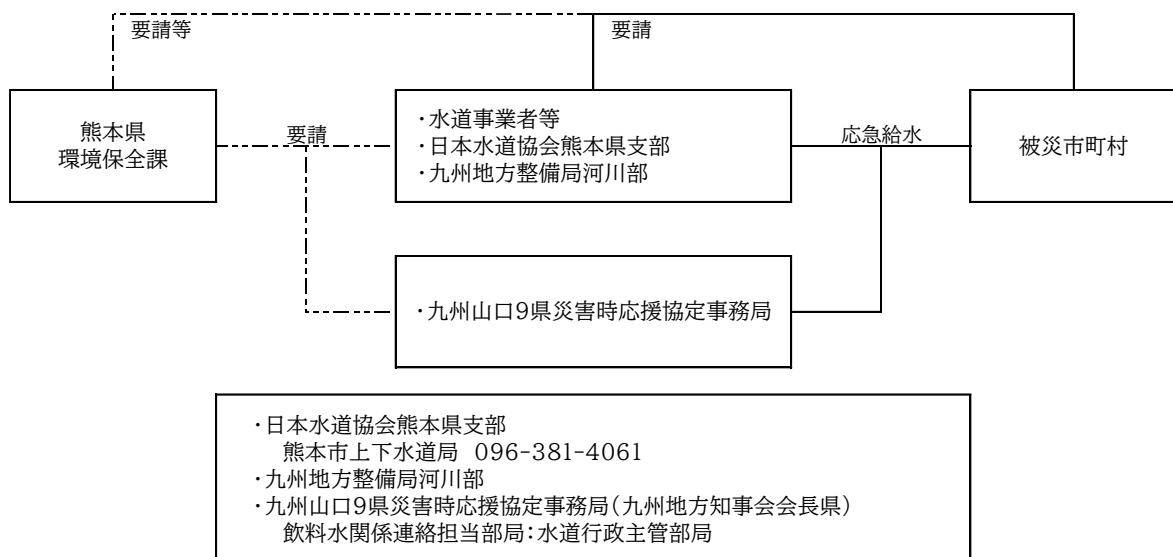 要請等
要請
熊本県
環境保全課
要請
・水道事業者等
・日本水道協会熊本県支部
・九州地方整備局河川部
応急給水
被災市町村
・九州山口9県災害時応援協定事務局
・日本水道協会熊本県支部
熊本市上下水道局 096-381-4061
・九州地方整備局河川部
・九州山口9県災害時応援協定事務局(九州地方知事会会長県)
飲料水関係連絡担当部局:水道行政主管部局